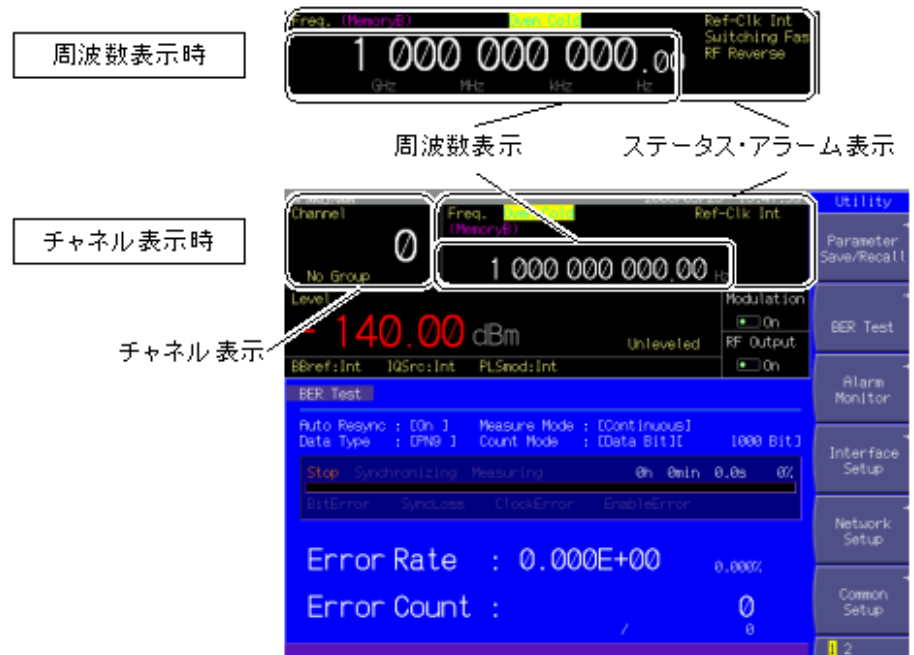 周波数表示時
Freq. (MemoryB) Oven Cold Ref-Clk Int
Switching Fas
RF Reverse
1 000 000 000.00
GHz MHz kHz Hz
周波数表示
ステータス・アラーム表示
チャネル表示時
チャネル表示
Channel
0
No Group
Freq. Oven Cold Ref-Clk Int
(MemoryB)
1 000 000 000.00 Hz
Level
- 140.00 dBm
Unleveled
Modulation
On
RF Output
On
BBref:Int IQSrc:Int PLSmod:Int
BER Test
Auto Resync : [On ] Measure Mode : [Continuous]
Data Type : [PN9 ] Count Mode : [Data Bit][ 1000 Bit]
Stop Synchronizing Measuring 0h 0min 0.0s 0%
BitError SyncLoss ClockError EnableError
Error Rate : 0.000E+00 0.000%
Error Count : 0
/ 0
Utility
Parameter
Save/Recall
BER Test
Alarm
Monitor
Interface
Setup
Network
Setup
Common
Setup
1 2